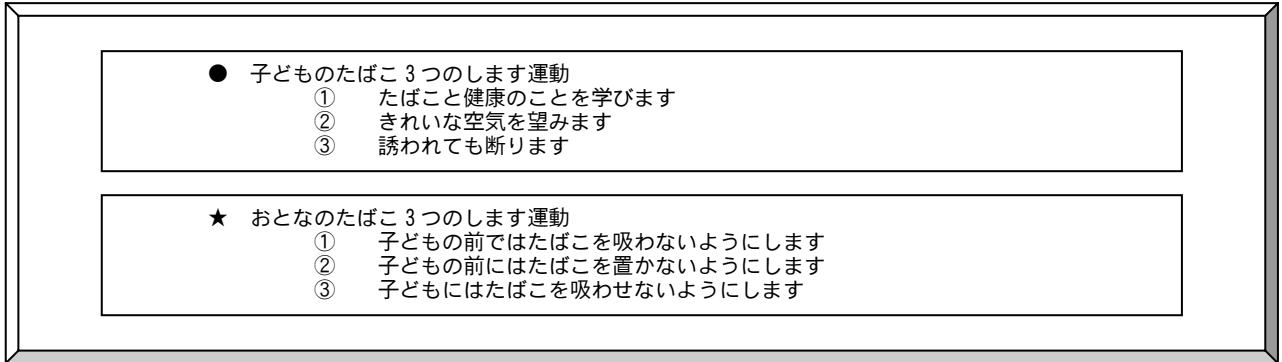 ● 子どものたばこ3つのします運動
① たばこと健康のことを学びます
② きれいな空気を望みます
③ 誘われても断ります
★ おとなのたばこ3つのします運動
① 子どもの前ではたばこを吸わないようにします
② 子どもの前にはたばこを置かないようにします
③ 子どもにはたばこを吸わせないようにします